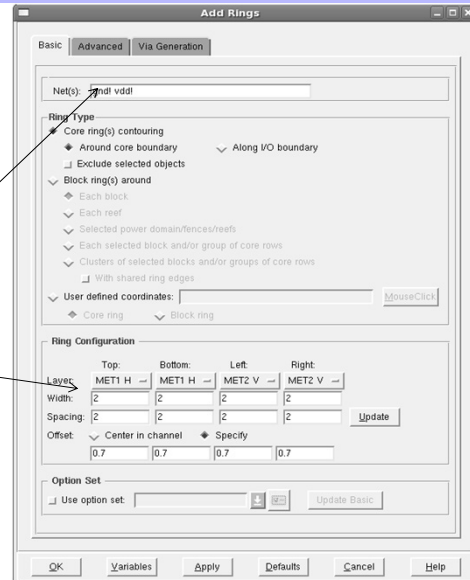 Add Rings
Basic Advanced Via Generation
Net(s): gnd! vdd!
Ring Type
Core ring(s) contouring
Around core boundary Along I/O boundary
Exclude selected objects
Block ring(s) around
Each block
Each reef
Selected power domain/fences/reefs
Each selected block and/or group of core rows
Clusters of selected blocks and/or groups of core rows
With shared ring edges
User defined coordinates: MouseClick
Core ring Block ring
Ring Configuration
Top: Bottom: Left: Right:
Layer: MET1 H MET1 H MET2 V MET2 V
Width: 2 2 2 2
Spacing: 2 2 2 2 Update
Offset: Center in channel Specify
0.7 0.7 0.7 0.7
Option Set
Use option set: Update Basic
OK Variables Apply Defaults Cancel Help